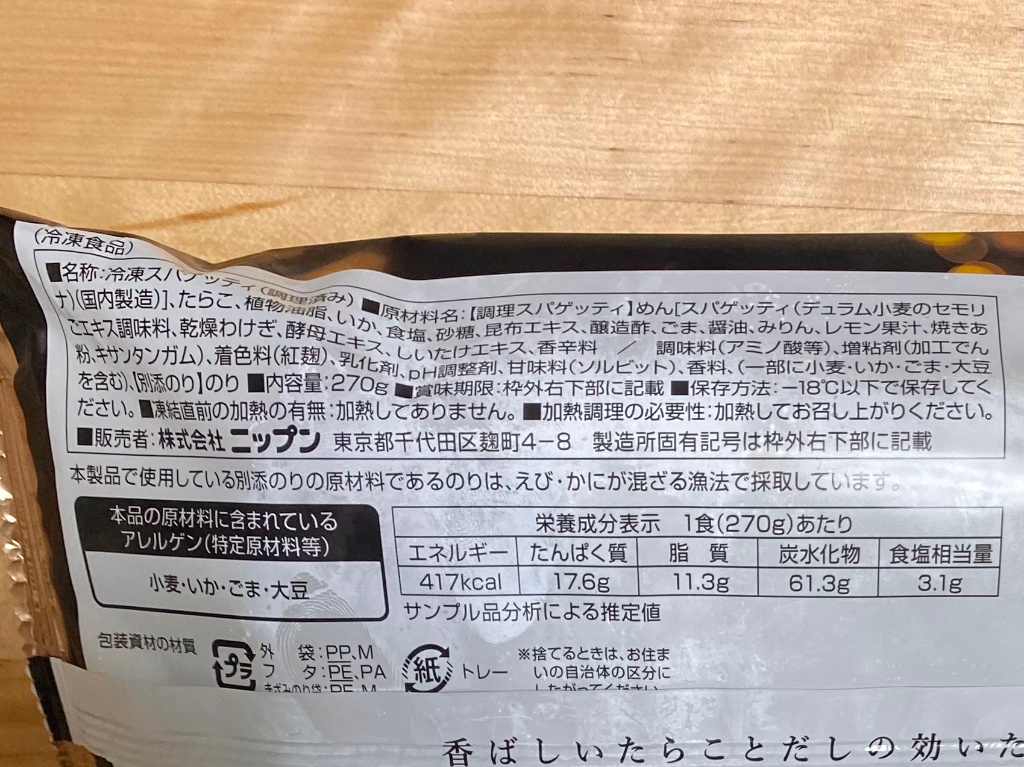 (冷凍食品)
■名称:冷凍スパゲッティ(調理済み) ■原材料名:【調理スパゲッティ】めん[スパゲッティ(デュラム小麦のセモリ
ナ)(国内製造)]、たらこ、植物油脂、いか、食塩、砂糖、昆布エキス、醸造酢、ごま、醤油、みりん、レモン果汁、焼きあ
ごエキス調味料、乾燥わけぎ、酵母エキス、しいたけエキス、香辛料 / 調味料(アミノ酸等)、増粘剤(加工でん
粉、キサンタンガム)、着色料(紅麹)、乳化剤、pH調整剤、甘味料(ソルビット)、香料、(一部に小麦・いか・ごま・大豆
を含む)、【別添のり】のり ■内容量:270g ■賞味期限:枠外右下部に記載 ■保存方法:−18℃以下で保存してく
ださい。■凍結直前の加熱の有無:加熱してありません。■加熱調理の必要性:加熱してお召し上がりください。
■販売者:株式会社 ニップン 東京都千代田区麹町4−8 製造所固有記号は枠外右下部に記載
本製品で使用している別添のりの原材料であるのりは、えび・かにが混ざる漁法で採取しています。
本品の原材料に含まれている
アレルゲン(特定原材料等)
小麦・いか・ごま・大豆
栄養成分表示 1食(270g)あたり
エネルギー たんぱく質 脂 質 炭水化物 食塩相当量
417kcal 17.6g 11.3g 61.3g 3.1g
サンプル品分析による推定値
包装資材の材質
プラ
外 袋:PP、M
フ タ:PE、PA
きざみのり袋:PE、M
紙 トレー
※捨てるときは、お住ま
いの自治体の区分に
したがってください。
香ばしいたらことだしの効いた